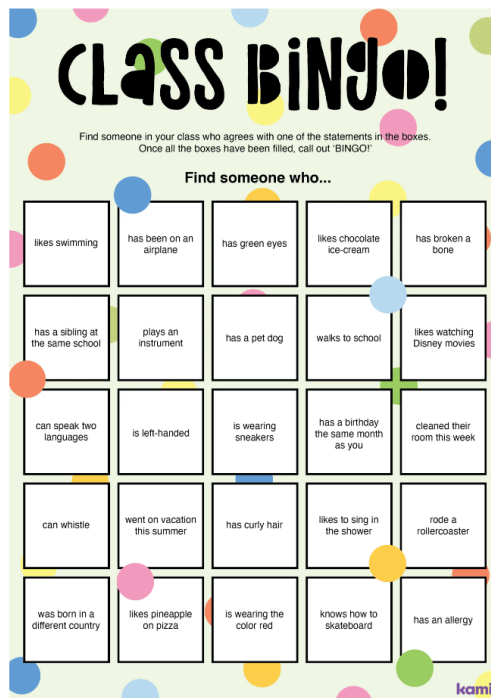 CLASS BINGO!
Find someone in your class who agrees with one of the statements in the boxes.
Once all the boxes have been filled, call out 'BINGO!'
Find someone who...
likes swimming
has been on an
airplane
has green eyes
likes chocolate
ice-cream
has broken a
bone
has a sibling at
the same school
plays an
instrument
has a pet dog
walks to school
likes watching
Disney movies
can speak two
languages
is left-handed
is wearing
sneakers
has a birthday
the same month
as you
cleaned their
room this week
can whistle
went on vacation
this summer
has curly hair
likes to sing in
the shower
rode a
rollercoaster
was born in a
different country
likes pineapple
on pizza
is wearing the
color red
knows how to
skateboard
has an allergy
kami